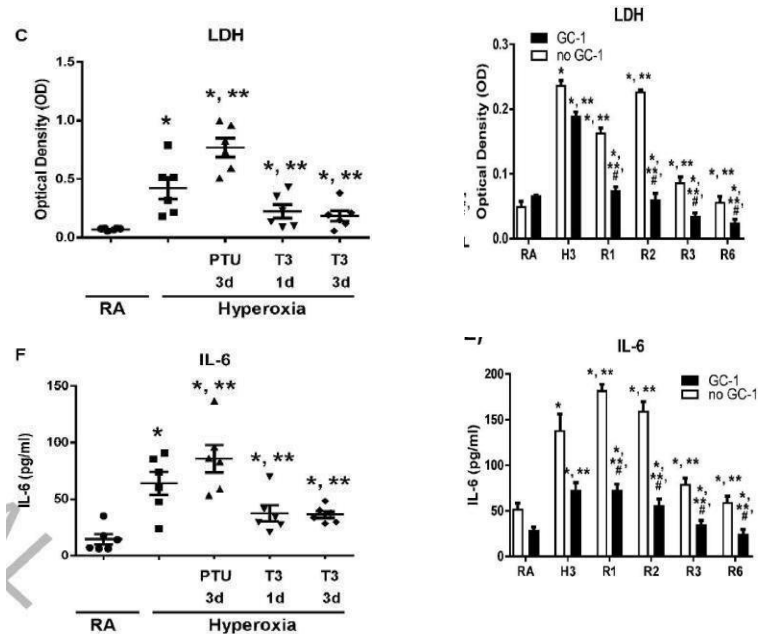 C
LDH
Optical Density (OD)
1.5
1.0
0.5
0.0
*
*, **
*, **
*, **
PTU T3 T3
3d 1d 3d
RA Hyperoxia
LDH
GC-1
no GC-1
Optical Density (OD)
0.3
0.2
0.1
0.0
*
*, **
*, **
*, **
*, **
*,
**,
#
*,
**,
#
*, **
*,
**,
#
*, **
*,
**,
#
RA H3 R1 R2 R3 R6
F
IL-6
IL-6 (pg/ml)
150
100
50
0
*
*, **
*, **
*, **
PTU T3 T3
3d 1d 3d
RA Hyperoxia
IL-6
GC-1
no GC-1
IL-6 (pg/ml)
200
150
100
50
0
*
*, **
*, **
*, **
*,
**#,
*,
**#,
*, **
*,
**,
#
*, **
*,
**,
#
RA H3 R1 R2 R3 R6